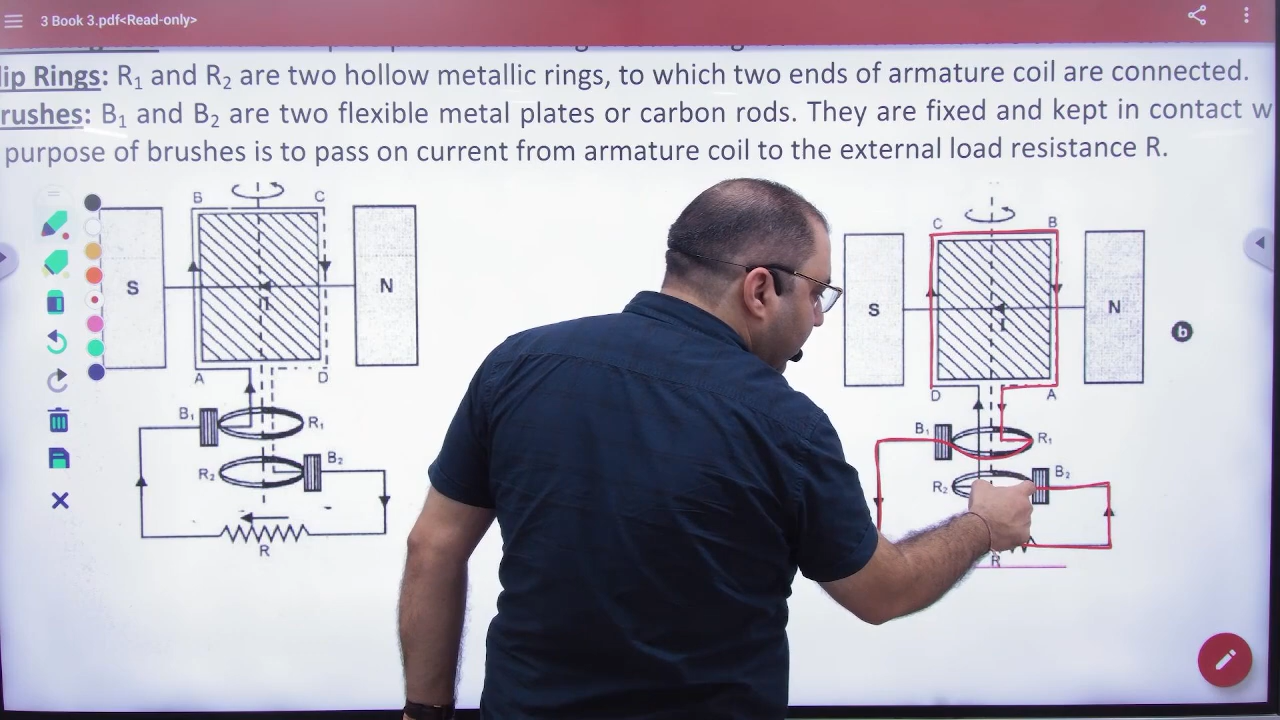 3 Book 3.pdf<Read-only>
lip Rings: R₁ and R₂ are two hollow metallic rings, to which two ends of armature coil are connected.
rushes: B₁ and B₂ are two flexible metal plates or carbon rods. They are fixed and kept in contact w
purpose of brushes is to pass on current from armature coil to the external load resistance R.
B C
S N
A D
B₁ R₁
R₂ B₂
R
C B
S N
b
D A
B₁ R₁
R₂ B₂
R